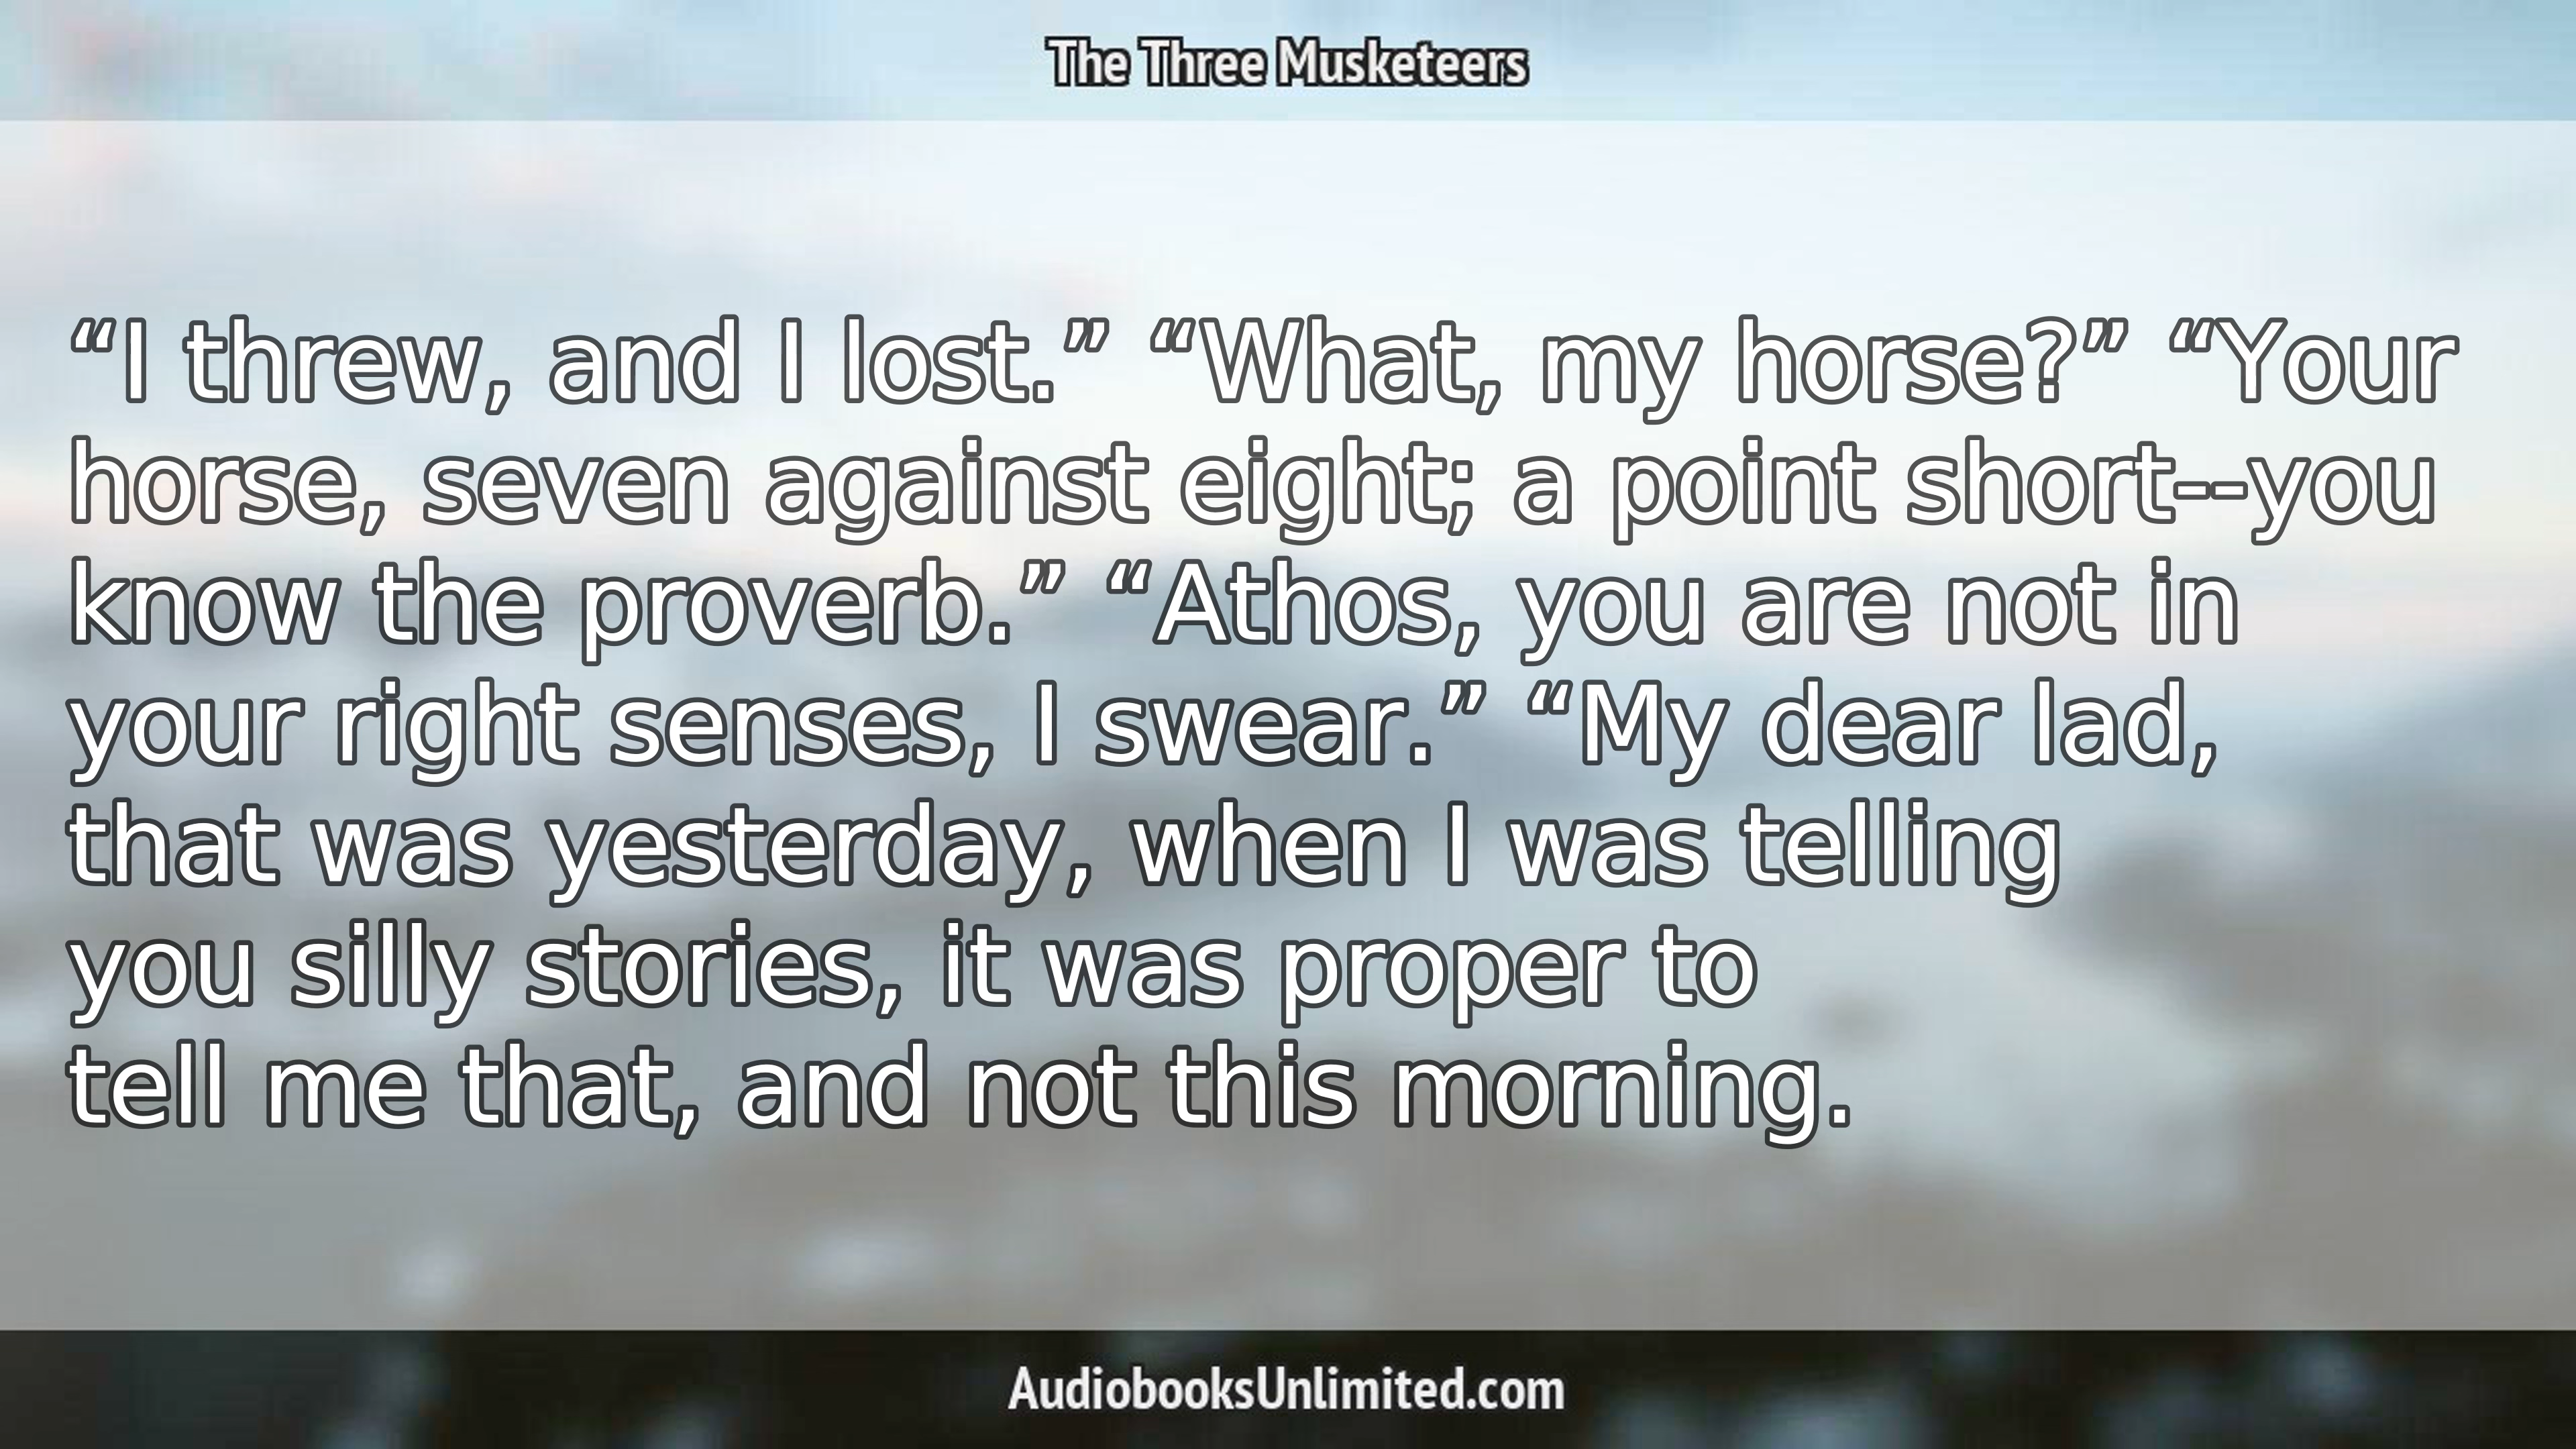 The Three Musketeers
“I threw, and I lost.” “What, my horse?” “Your
horse, seven against eight; a point short--you
know the proverb.” “Athos, you are not in
your right senses, I swear.” “My dear lad,
that was yesterday, when I was telling
you silly stories, it was proper to
tell me that, and not this morning.
AudiobooksUnlimited.com